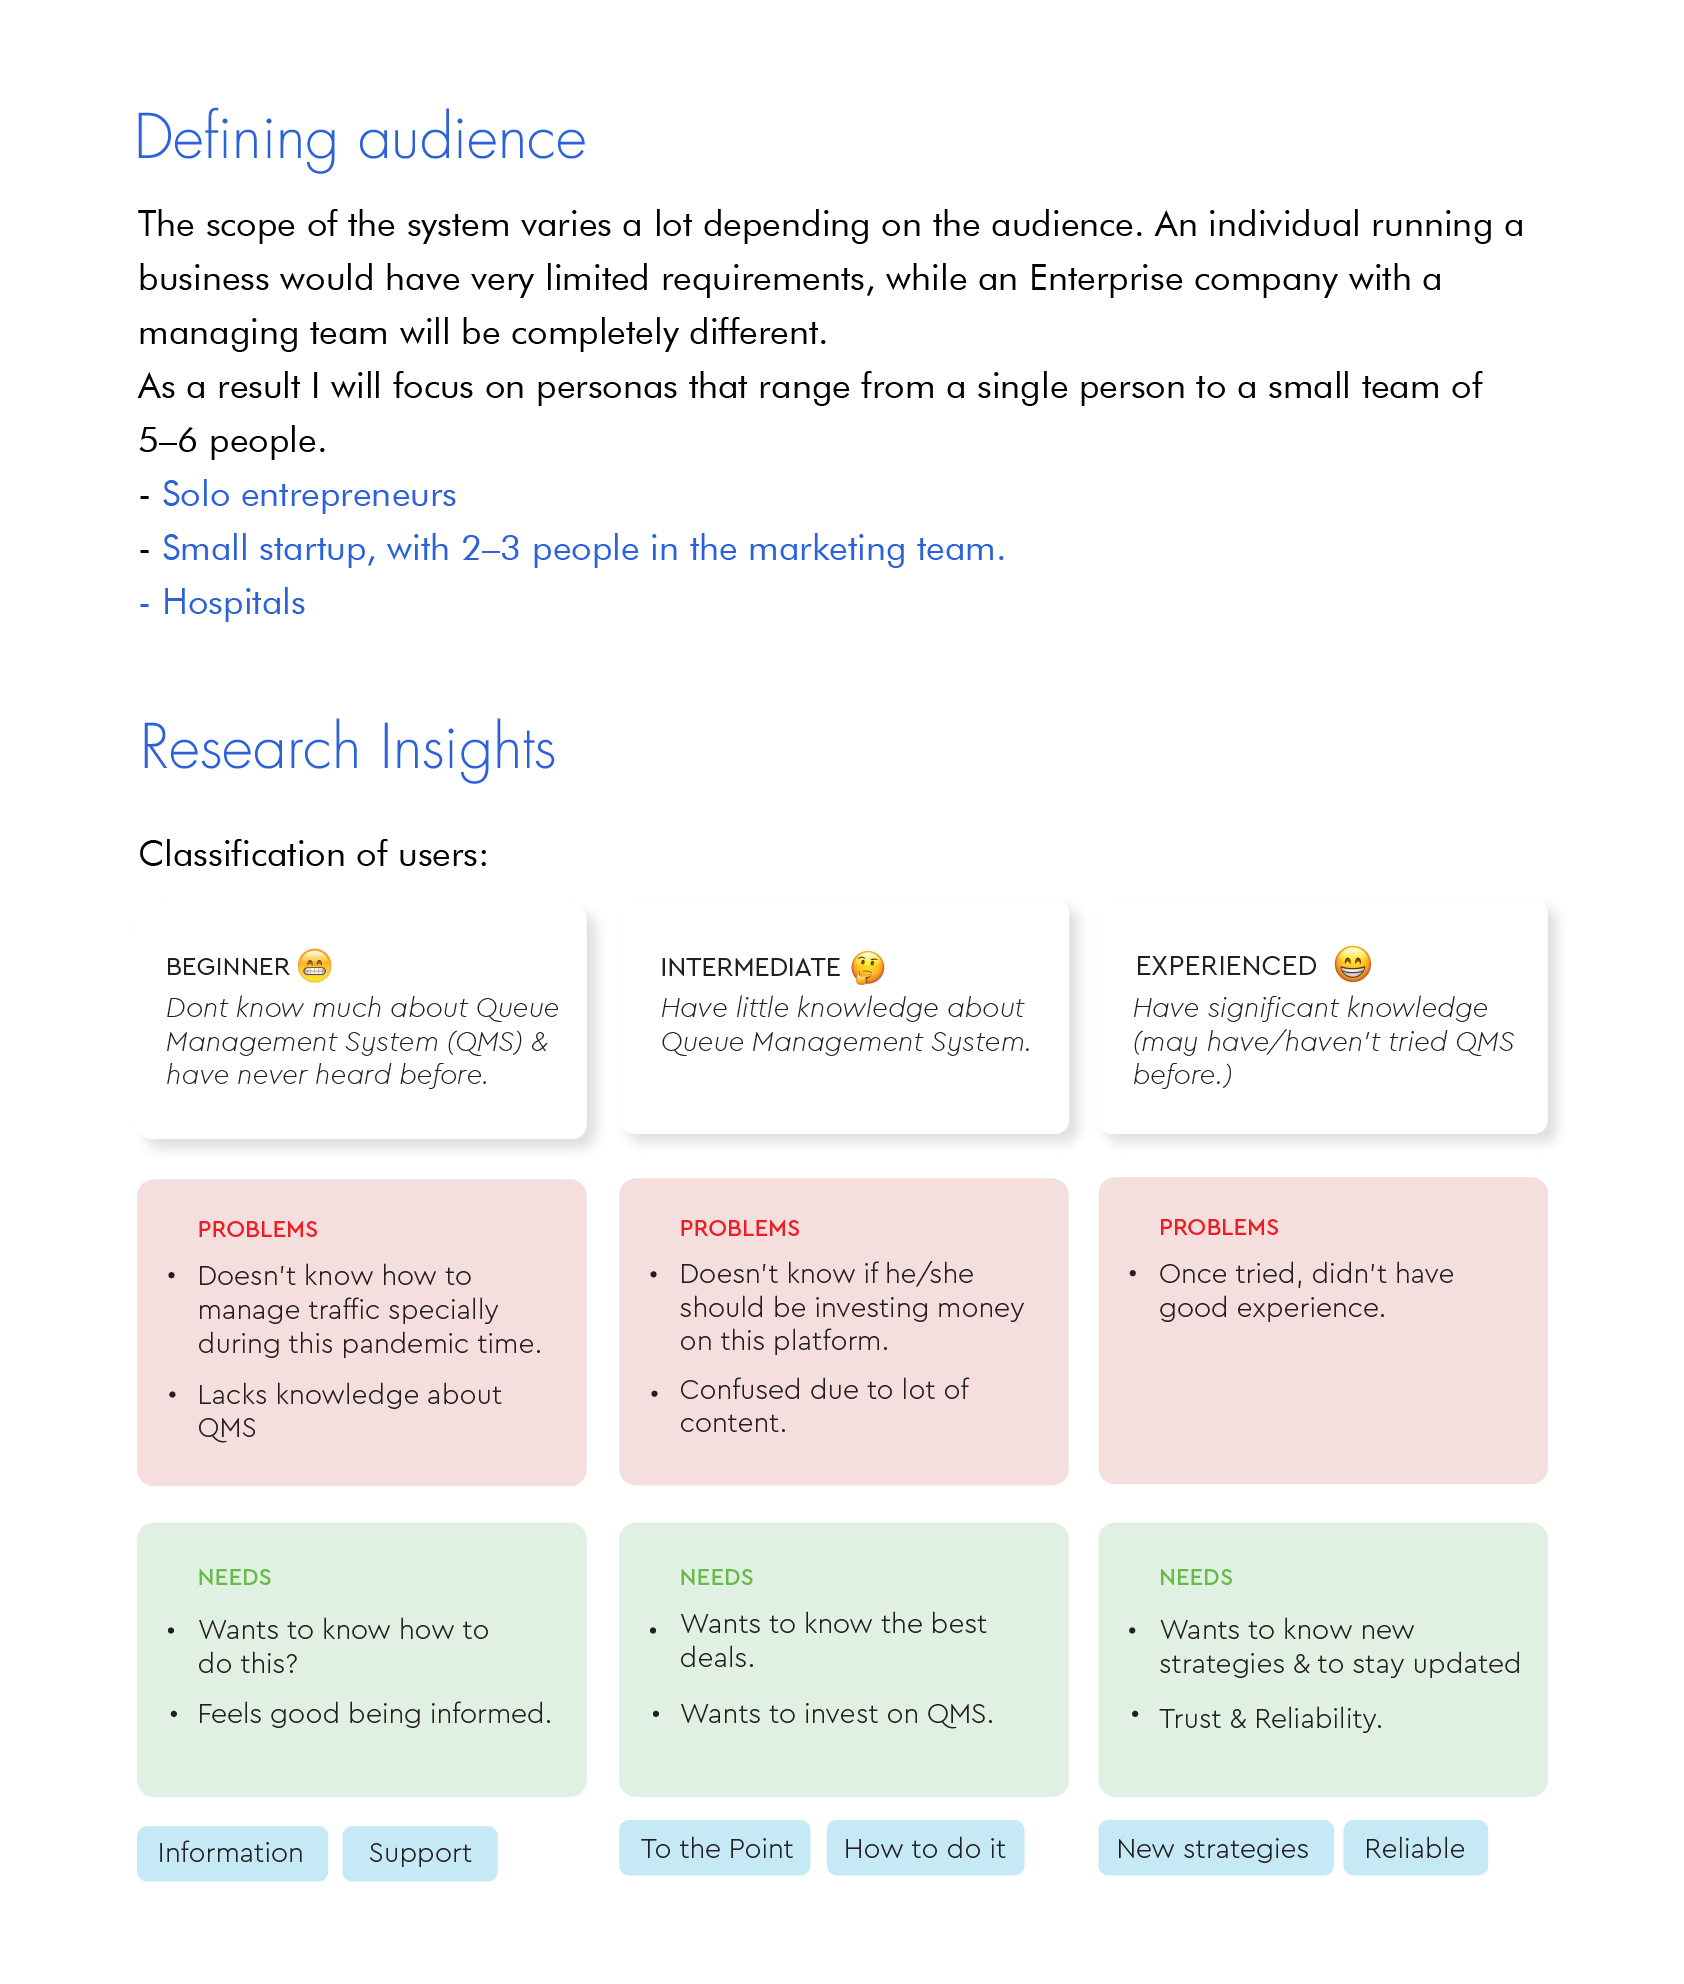 Defining audience
The scope of the system varies a lot depending on the audience. An individual running a
business would have very limited requirements, while an Enterprise company with a
managing team will be completely different.
As a result I will focus on personas that range from a single person to a small team of
5–6 people.
- Solo entrepreneurs
- Small startup, with 2–3 people in the marketing team.
- Hospitals
Research Insights
Classification of users:
BEGINNER 😁
Dont know much about Queue
Management System (QMS) &
have never heard before.
INTERMEDIATE 🤔
Have little knowledge about
Queue Management System.
EXPERIENCED 😁
Have significant knowledge
(may have/haven't tried QMS
before.)
PROBLEMS
• Doesn't know how to
manage traffic specially
during this pandemic time.
• Lacks knowledge about
QMS
PROBLEMS
• Doesn't know if he/she
should be investing money
on this platform.
• Confused due to lot of
content.
PROBLEMS
• Once tried, didn't have
good experience.
NEEDS
• Wants to know how to
do this?
• Feels good being informed.
NEEDS
• Wants to know the best
deals.
• Wants to invest on QMS.
NEEDS
• Wants to know new
strategies & to stay updated
• Trust & Reliability.
Information
Support
To the Point
How to do it
New strategies
Reliable